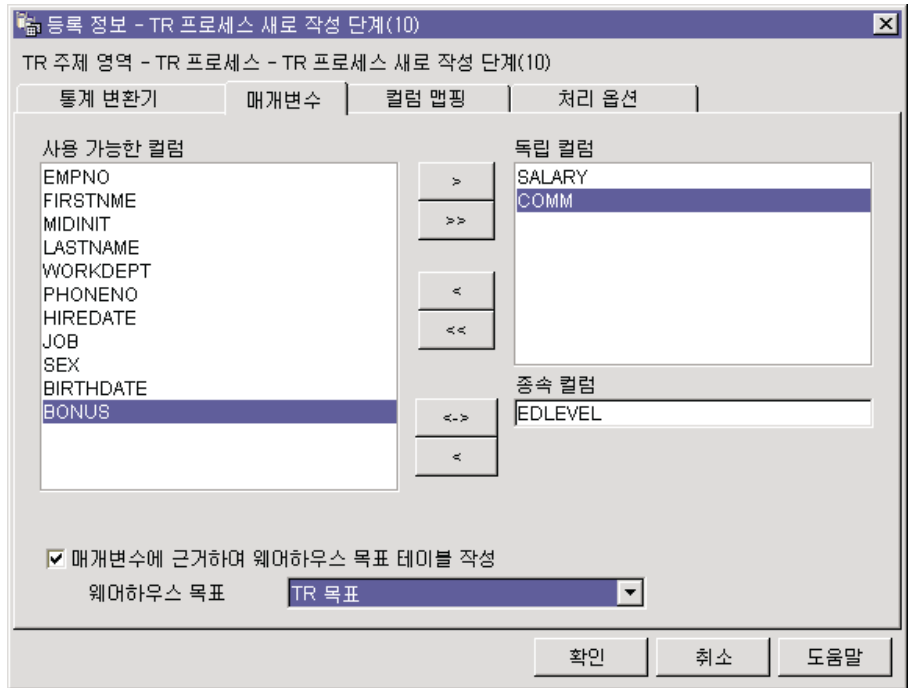 등록 정보 - TR 프로세스 새로 작성 단계(10)
TR 주제 영역 - TR 프로세스 - TR 프로세스 새로 작성 단계(10)
통계 변환기 매개변수 컬럼 맵핑 처리 옵션
사용 가능한 컬럼
EMPNO
FIRSTNME
MIDINIT
LASTNAME
WORKDEPT
PHONENO
HIREDATE
JOB
SEX
BIRTHDATE
BONUS
>
>>
<
<<
<->
<
독립 컬럼
SALARY
COMM
종속 컬럼
EDLEVEL
매개변수에 근거하여 웨어하우스 목표 테이블 작성
웨어하우스 목표 TR 목표
확인 취소 도움말